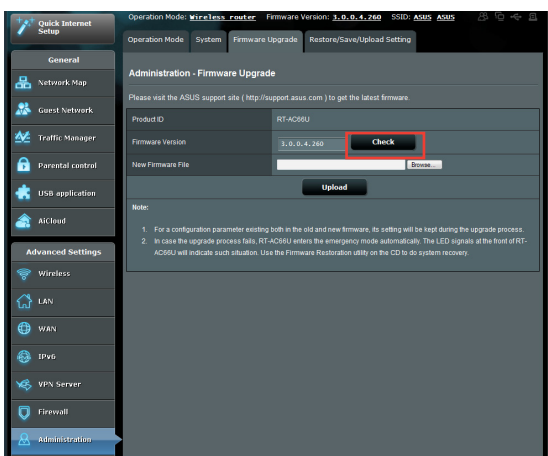 Quick Internet
Setup
Operation Mode: Wireless router Firmware Version: 3.0.0.4.260 SSID: ASUS ASUS
Operation Mode System Firmware Upgrade Restore/Save/Upload Setting
General
Network Map
Guest Network
Traffic Manager
Parental control
USB application
AiCloud
Advanced Settings
Wireless
LAN
WAN
IPv6
VPN Server
Firewall
Administration
Administration - Firmware Upgrade
Please visit the ASUS support site ( http://support.asus.com ) to get the latest firmware.
Product ID RT-AC66U
Firmware Version 3.0.0.4.260 Check
New Firmware File Browse...
Upload
Note:
1. For a configuration parameter existing both in the old and new firmware, its setting will be kept during the upgrade process.
2. In case the upgrade process fails, RT-AC66U enters the emergency mode automatically. The LED signals at the front of RT-
AC66U will indicate such situation. Use the Firmware Restoration utility on the CD to do system recovery.